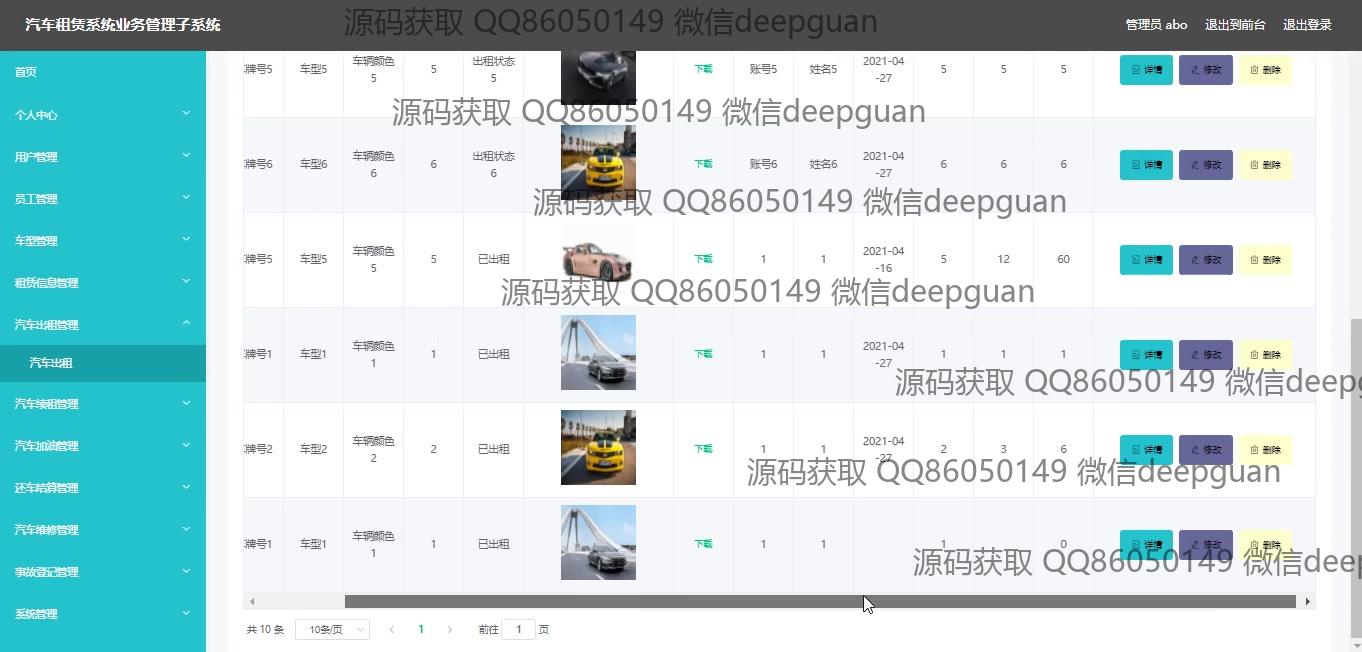 汽车租赁系统业务管理子系统
源码获取 QQ86050149 微信deepguan
管理员 abo 退出到前台 退出登录
首页
个人中心
用户管理
员工管理
车型管理
租赁信息管理
汽车出租管理
汽车出租
汽车续租管理
汽车加油管理
还车结算管理
汽车维修管理
事故登记管理
系统管理
车牌号5 车型5 车辆颜色5 5 出租状态5 下载 账号5 姓名5 2021-04-27 5 5 5 详情 修改 删除
源码获取 QQ86050149 微信deepguan
车牌号6 车型6 车辆颜色6 6 出租状态6 下载 账号6 姓名6 2021-04-27 6 6 6 详情 修改 删除
源码获取 QQ86050149 微信deepguan
车牌号5 车型5 车辆颜色5 5 已出租 下载 1 1 2021-04-16 5 12 60 详情 修改 删除
源码获取 QQ86050149 微信deepguan
车牌号1 车型1 车辆颜色1 1 已出租 下载 1 1 2021-04-27 1 1 1 详情 修改 删除
源码获取 QQ86050149 微信deepg
车牌号2 车型2 车辆颜色2 2 已出租 下载 1 1 2021-04-27 2 3 6 详情 修改 删除
源码获取 QQ86050149 微信deepguan
车牌号1 车型1 车辆颜色1 1 已出租 下载 1 1 1 0 详情 修改 删除
源码获取 QQ86050149 微信deep
共 10 条 10条/页 1 前往 1 页